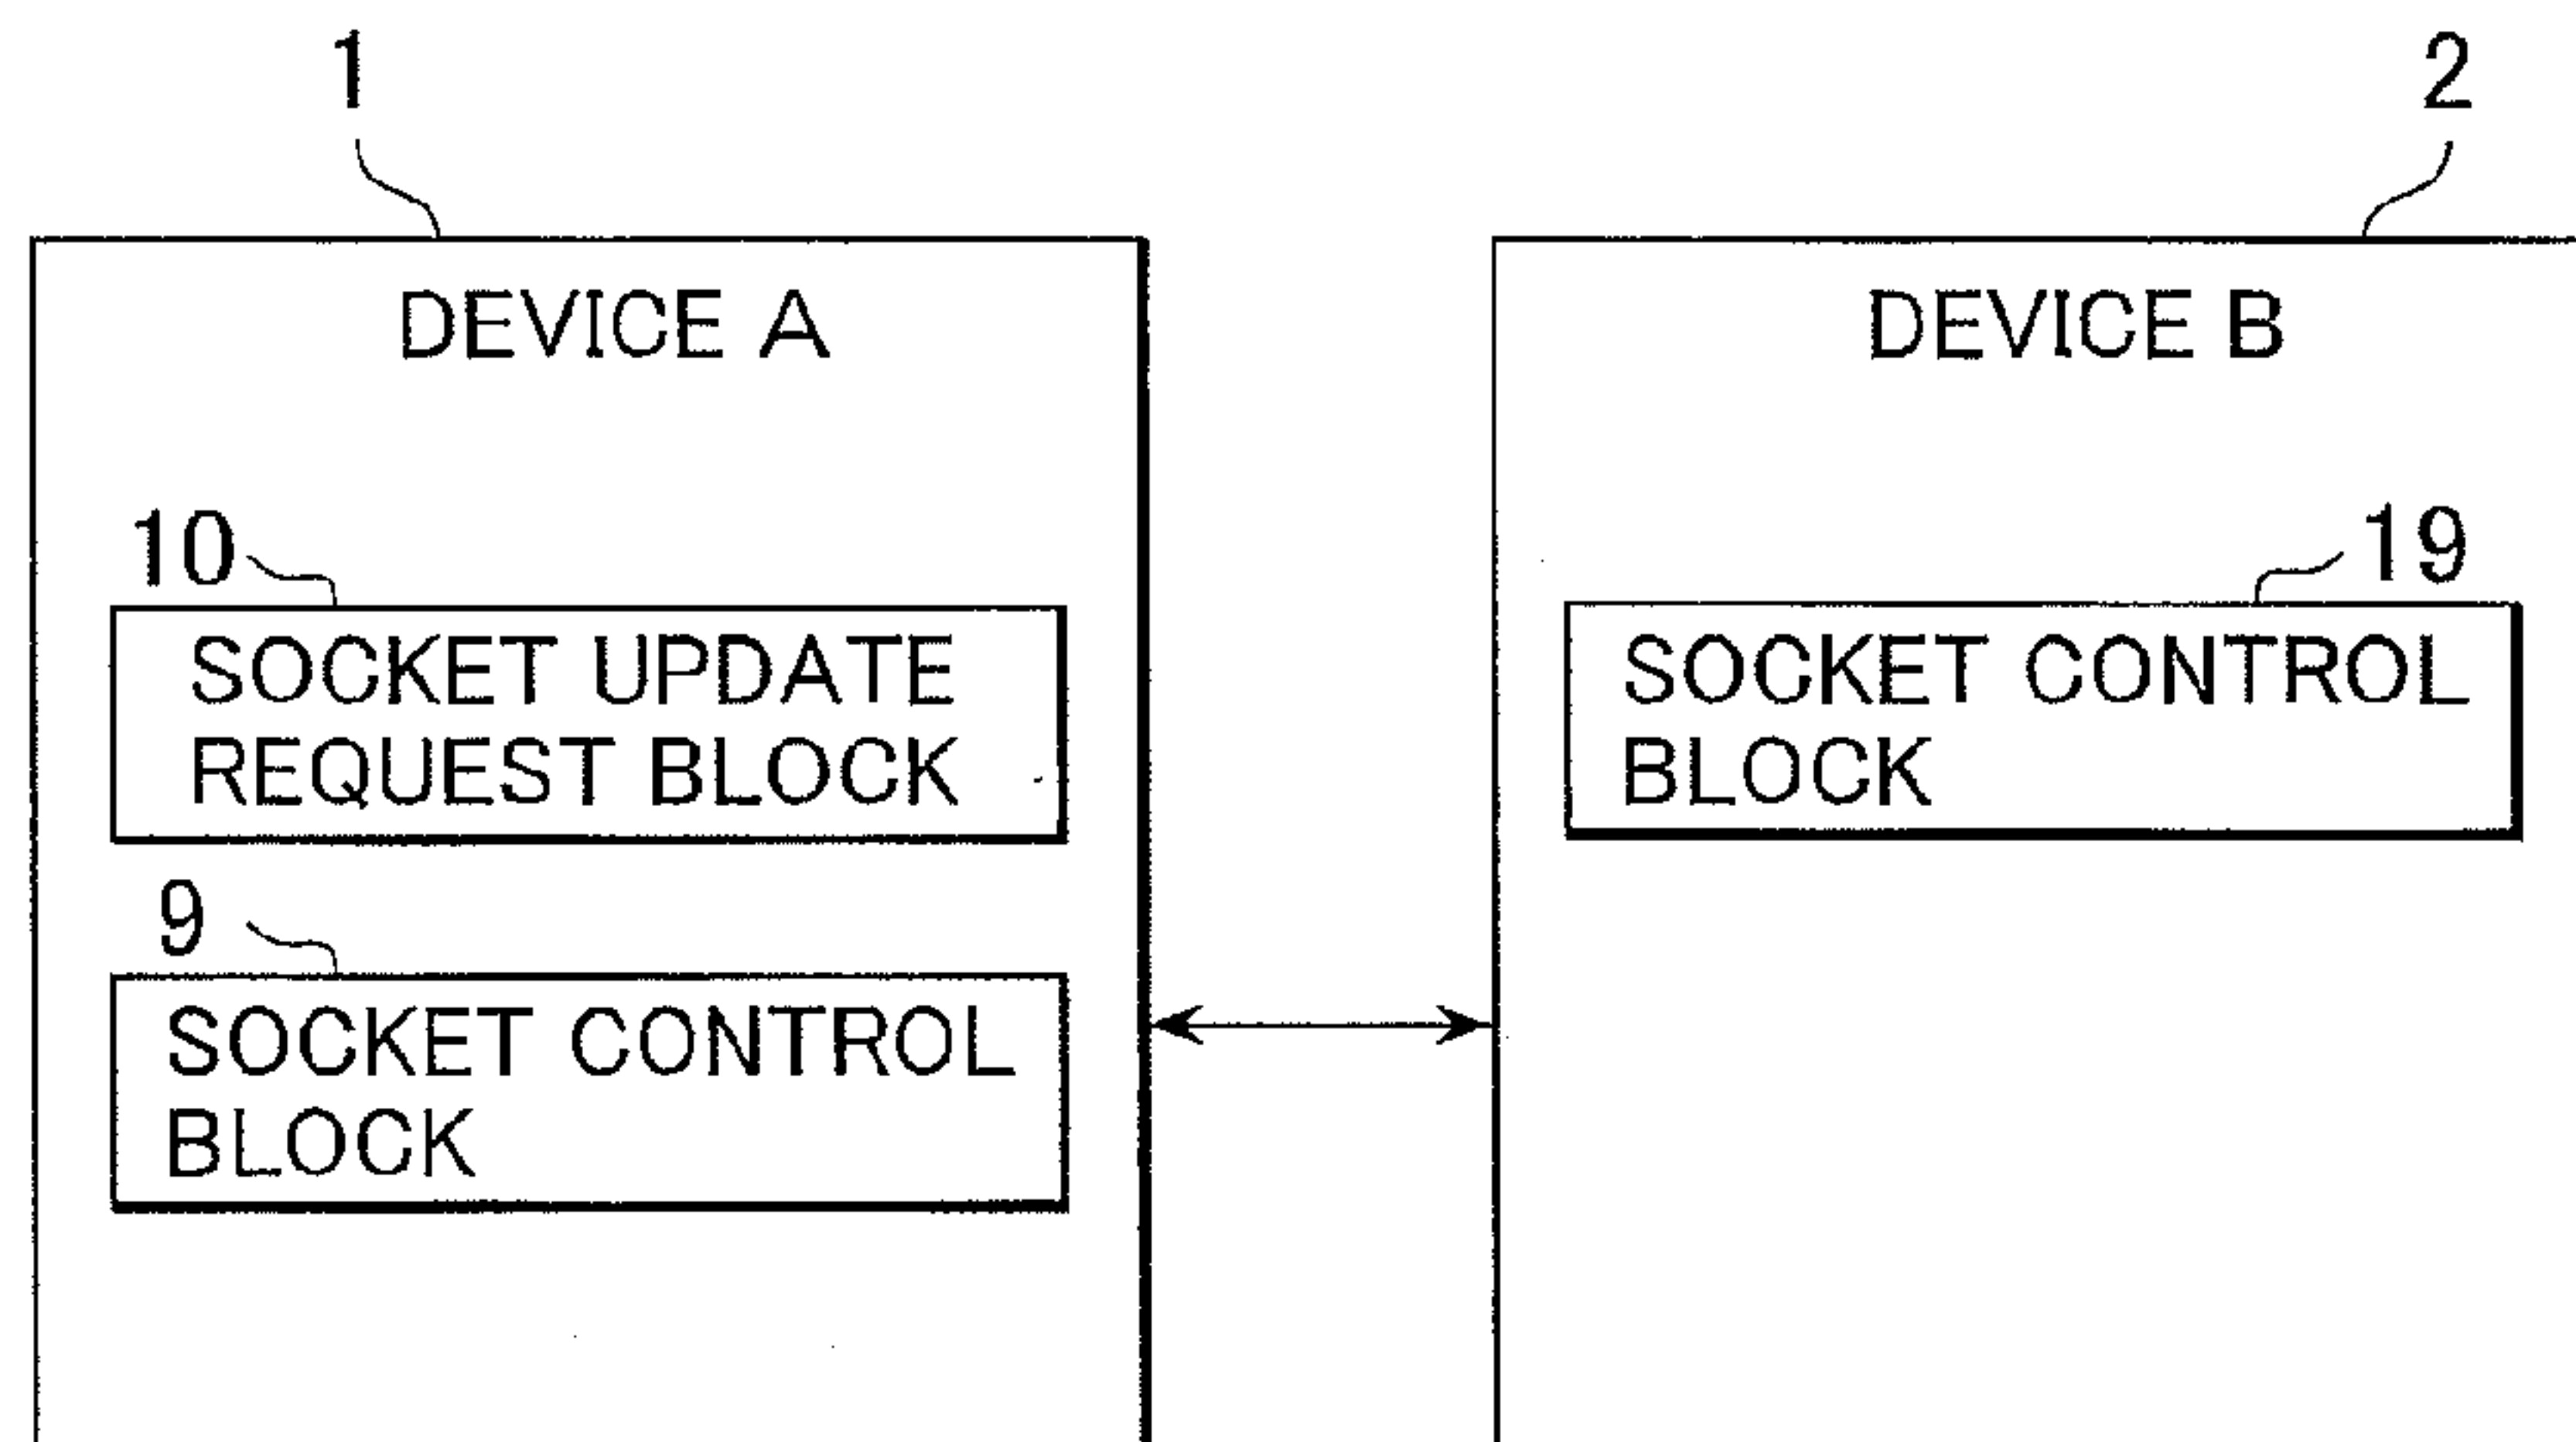 1
2
DEVICE A
DEVICE B
10
SOCKET UPDATE
REQUEST BLOCK
19
SOCKET CONTROL
BLOCK
9
SOCKET CONTROL
BLOCK